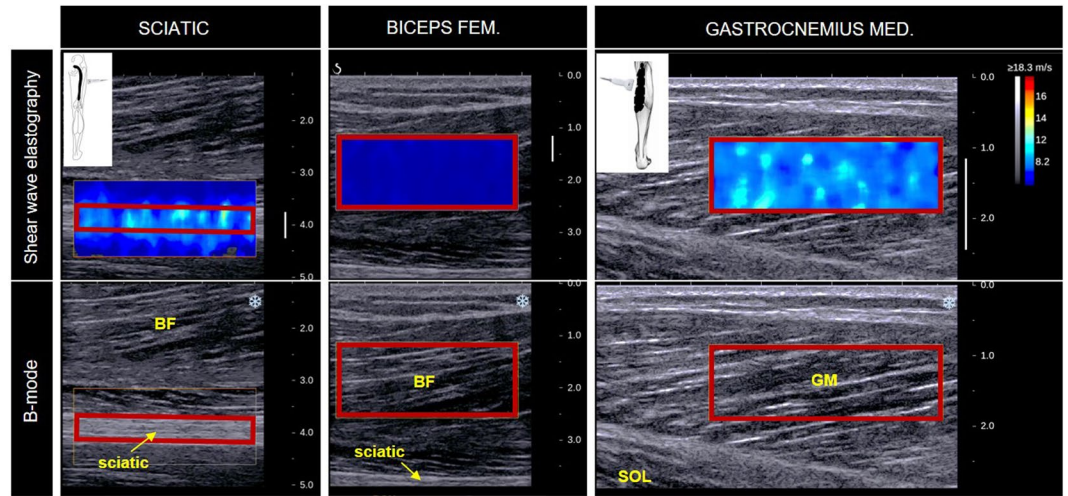 SCIATIC
BICEPS FEM.
GASTROCNEMIUS MED.
Shear wave elastography
2.0
3.0
4.0
5.0
0.0
1.0
2.0
3.0
≥18.3 m/s
16
14
12
8.2
0.0
1.0
2.0
B-mode
BF
sciatic
2.0
3.0
4.0
5.0
BF
sciatic
0.0
1.0
2.0
3.0
GM
SOL
0.0
1.0
2.0